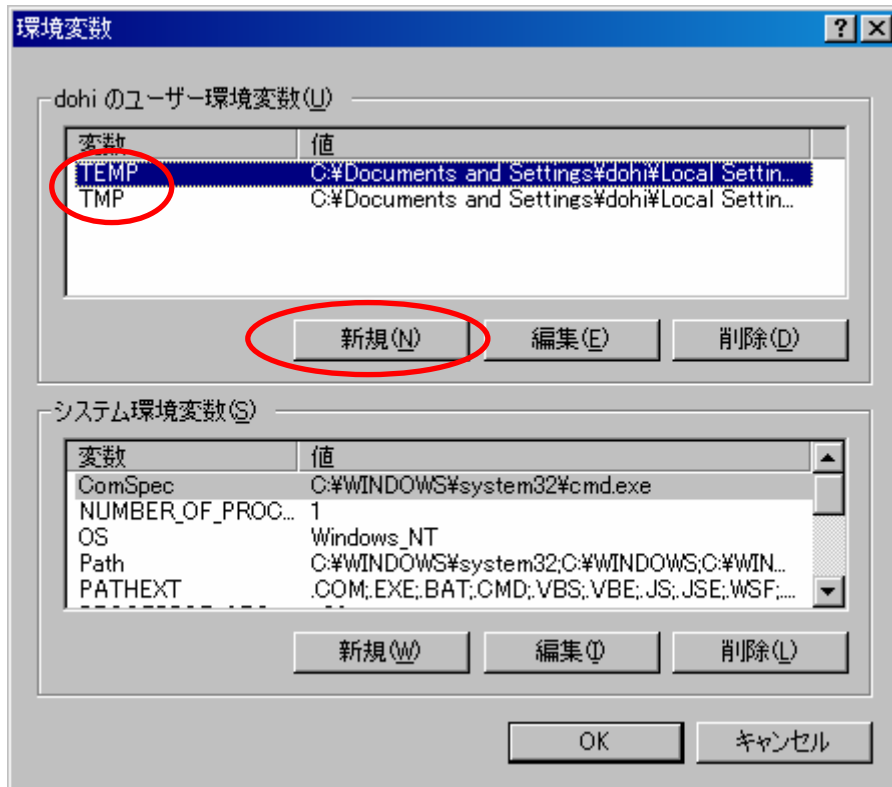 環境変数
dohi のユーザー環境変数(U)
変数 値
TEMP C:¥Documents and Settings¥dohi¥Local Settin...
TMP C:¥Documents and Settings¥dohi¥Local Settin...
新規(N) 編集(E) 削除(D)
システム環境変数(S)
変数 値
ComSpec C:¥WINDOWS¥system32¥cmd.exe
NUMBER_OF_PROC... 1
OS Windows_NT
Path C:¥WINDOWS¥system32;C:¥WINDOWS;C:¥WIN...
PATHEXT .COM;.EXE;.BAT;.CMD;.VBS;.VBE;.JS;.JSE;.WSF;....
新規(W) 編集(I) 削除(L)
OK キャンセル